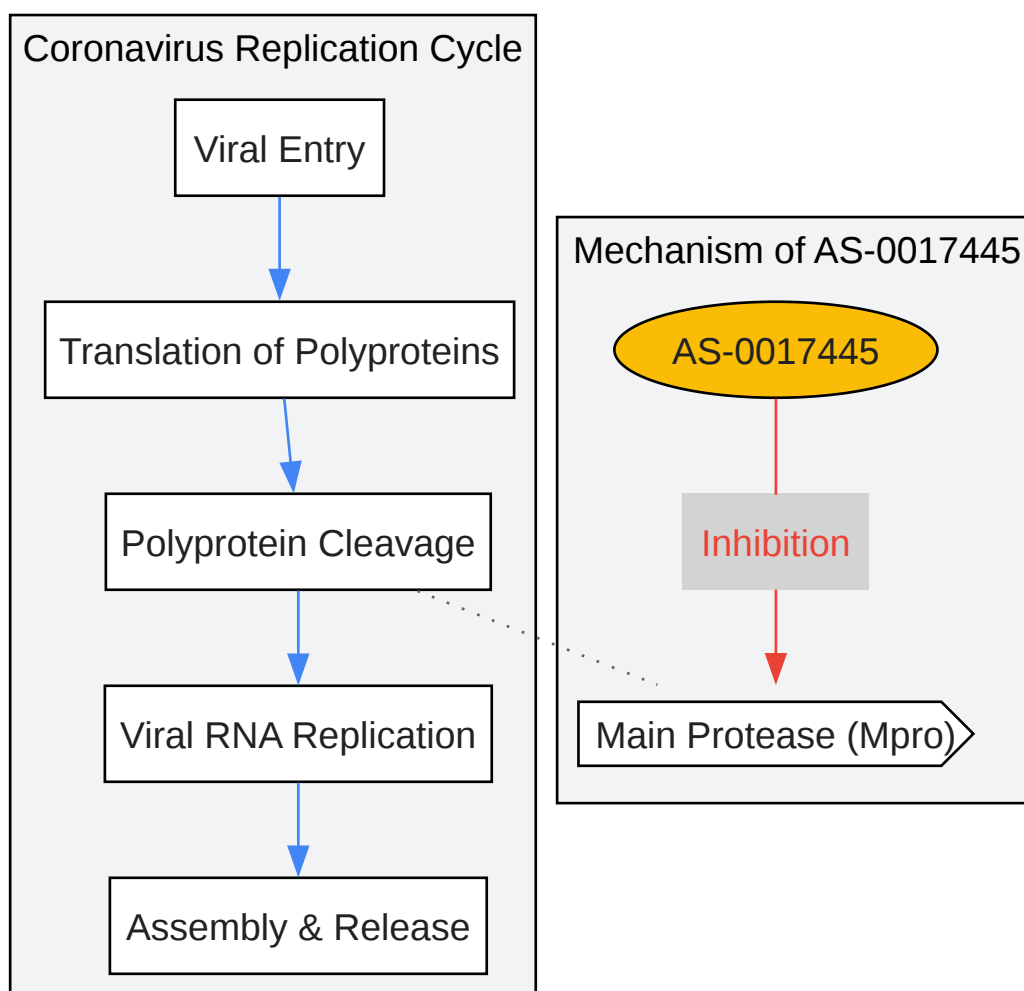 Coronavirus Replication Cycle
Viral Entry
Translation of Polyproteins
Polyprotein Cleavage
Viral RNA Replication
Assembly & Release
Mechanism of AS-0017445
AS-0017445
Inhibition
Main Protease (Mpro)